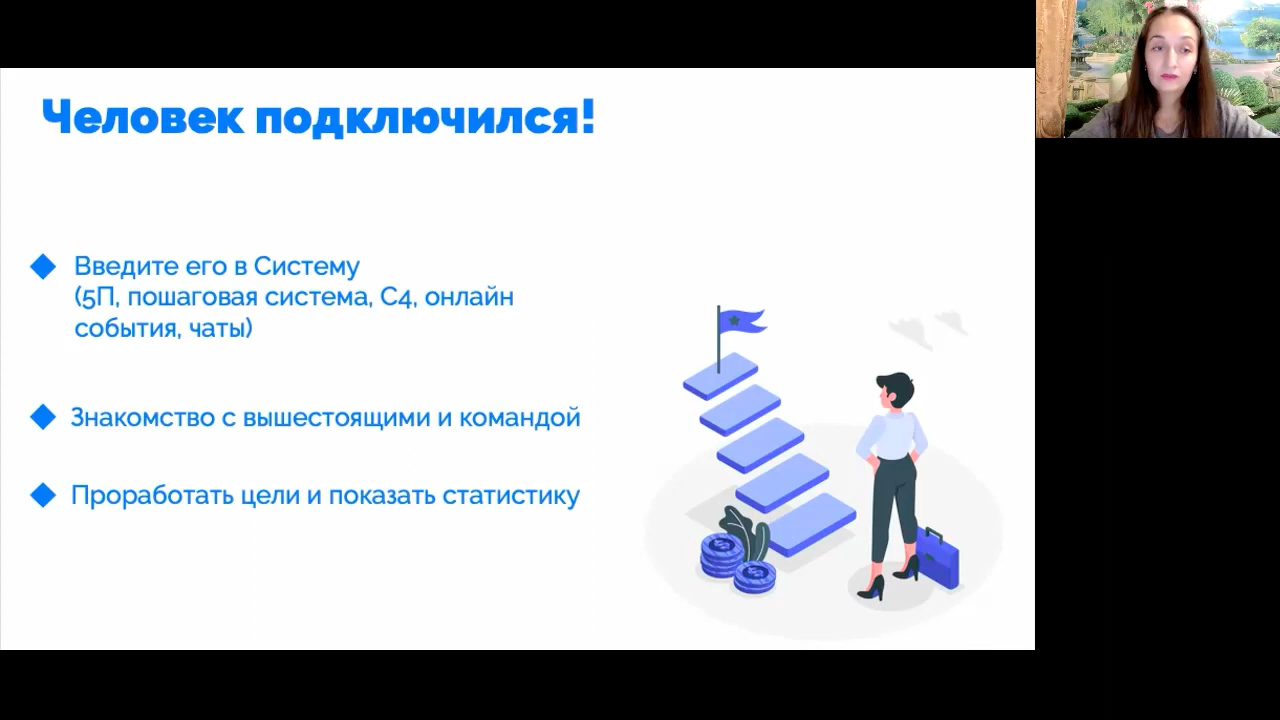 Человек подключился!
Введите его в Систему
(5П, пошаговая система, С4, онлайн
события, чаты)
Знакомство с вышестоящими и командой
Проработать цели и показать статистику